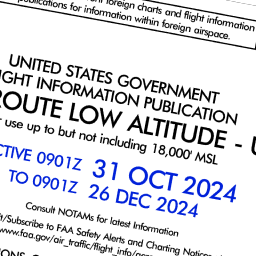 foreign charts and flight information
publications for information within foreign airspace.
UNITED STATES GOVERNMENT
FLIGHT INFORMATION PUBLICATION
ROUTE LOW ALTITUDE - U
use up to but not including 18,000' MSL
CTIVE 0901Z 31 OCT 2024
TO 0901Z 26 DEC 2024
Consult NOTAMs for latest Information
t/Subscribe to FAA Safety Alerts and Charting Notices
www.faa.gov/air_traffic/flight_info/